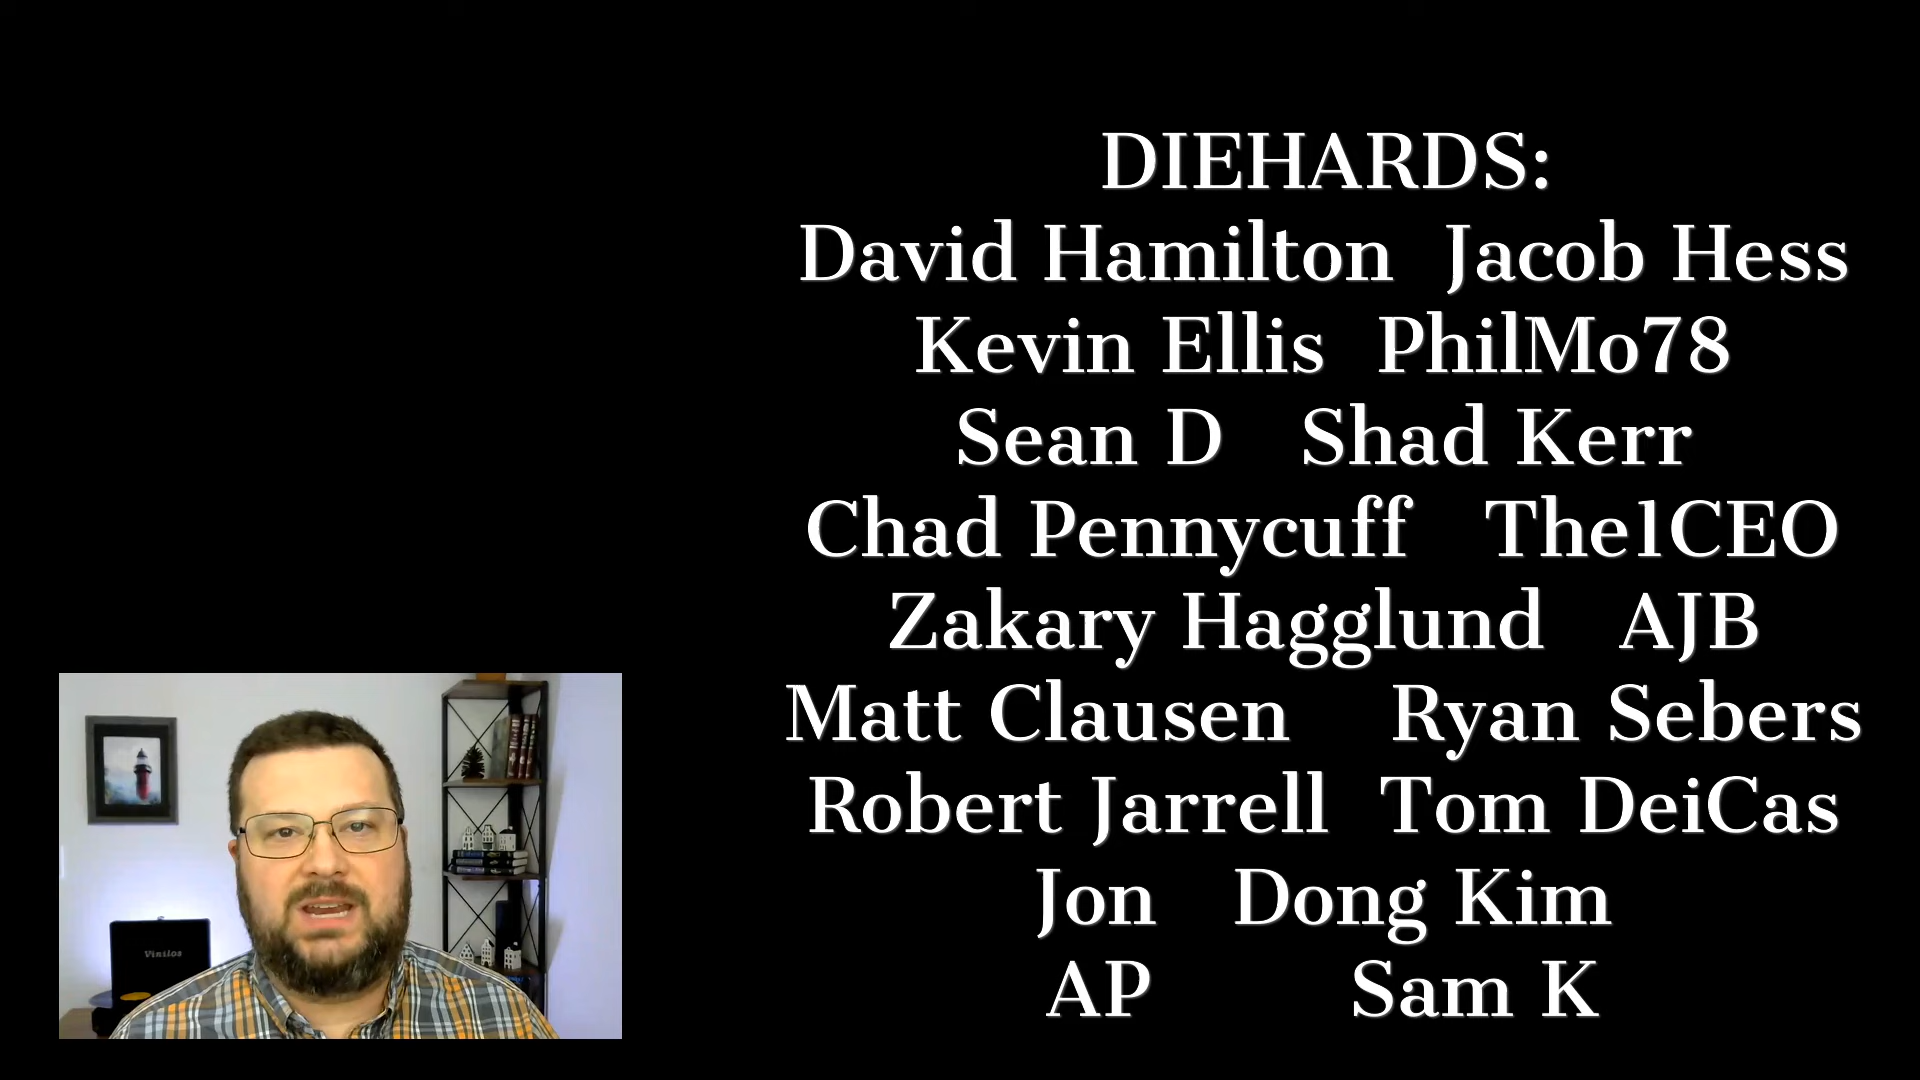 DIEHARDS:
David Hamilton Jacob Hess
Kevin Ellis PhilMo78
Sean D Shad Kerr
Chad Pennycuff The1CEO
Zakary Hagglund AJB
Matt Clausen Ryan Sebers
Robert Jarrell Tom DeiCas
Jon Dong Kim
AP Sam K
Vinilos